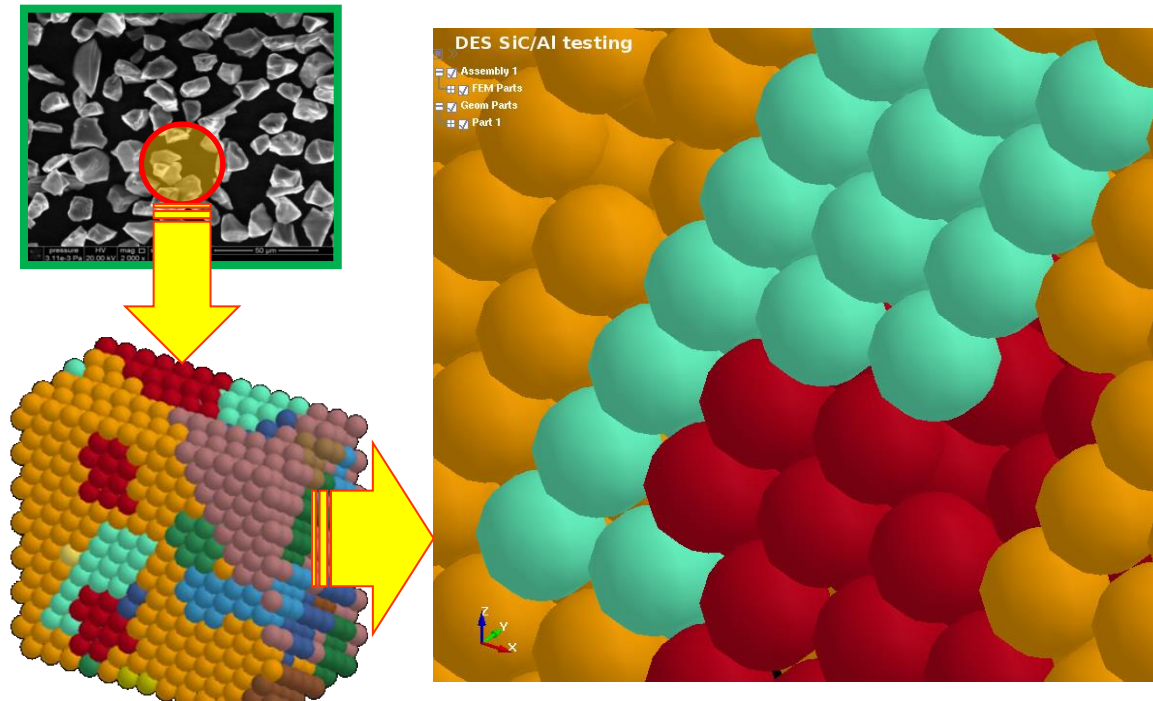 pressure HV mag
3.11e-3 Pa 20.00 kV 2 000 x 50 µm
DES SiC/Al testing
Assembly 1
FEM Parts
Geom Parts
Part 1
Z
Y
X